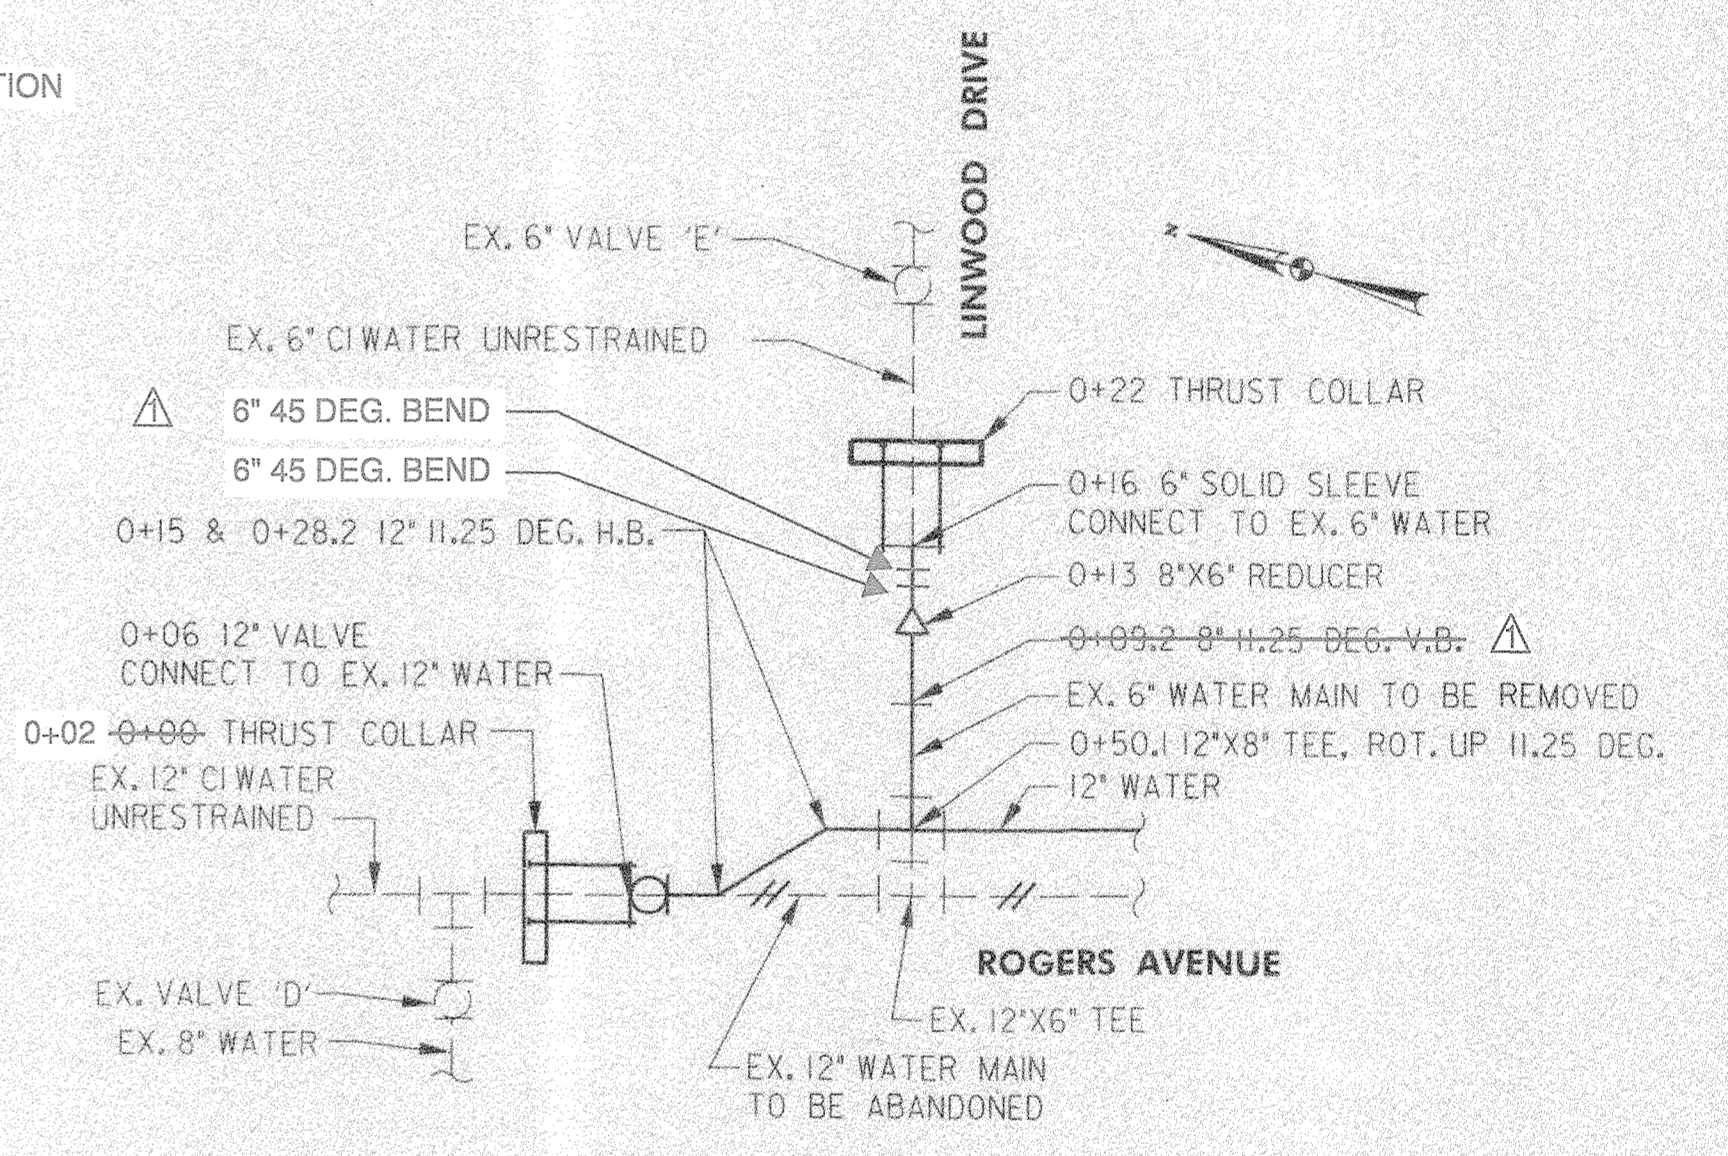 TION
LINWOOD DRIVE
EX. 6" VALVE 'E'
N
EX. 6" CI WATER UNRESTRAINED
0+22 THRUST COLLAR
1
6" 45 DEG. BEND
6" 45 DEG. BEND
0+16 6" SOLID SLEEVE
CONNECT TO EX. 6" WATER
0+15 & 0+28.2 12" 11.25 DEG. H.B.
0+13 8"X6" REDUCER
0+06 12" VALVE
CONNECT TO EX. 12" WATER
0+09.2 8" 11.25 DEG. V.B.
1
EX. 6" WATER MAIN TO BE REMOVED
0+02 0+00 THRUST COLLAR
0+50.1 12"X8" TEE, ROT. UP 11.25 DEG.
EX. 12" CI WATER
UNRESTRAINED
12" WATER
ROGERS AVENUE
EX. VALVE 'D'
EX. 12"X6" TEE
EX. 8" WATER
EX. 12" WATER MAIN
TO BE ABANDONED